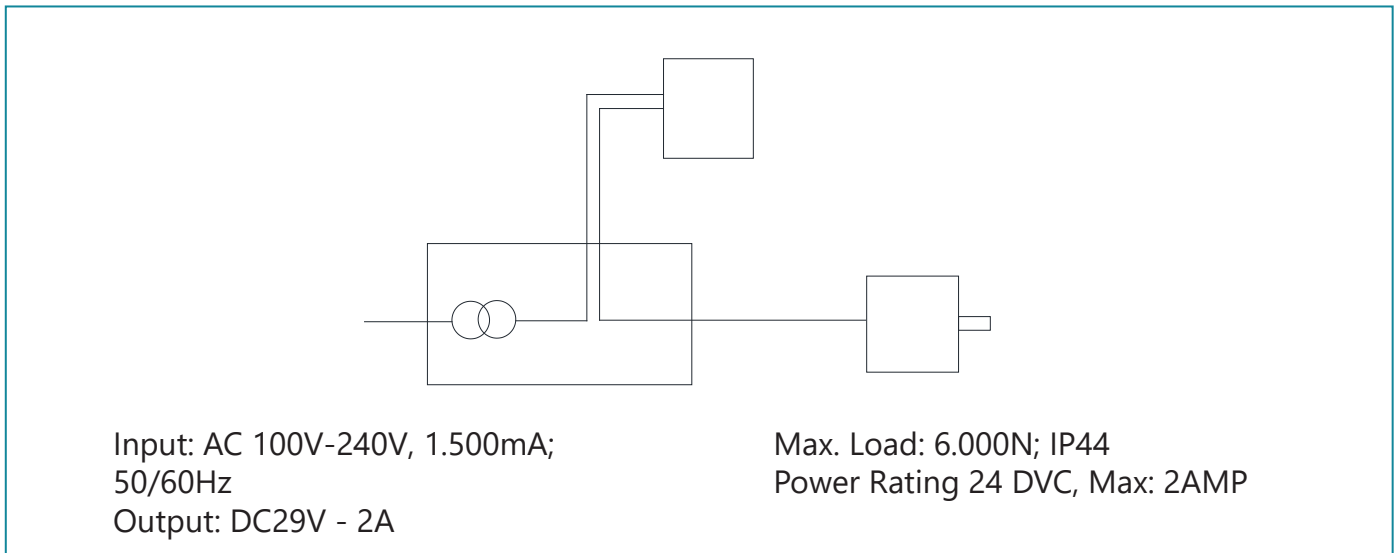 Input: AC 100V-240V, 1.500mA;
50/60Hz
Output: DC29V - 2A
Max. Load: 6.000N; IP44
Power Rating 24 DVC, Max: 2AMP